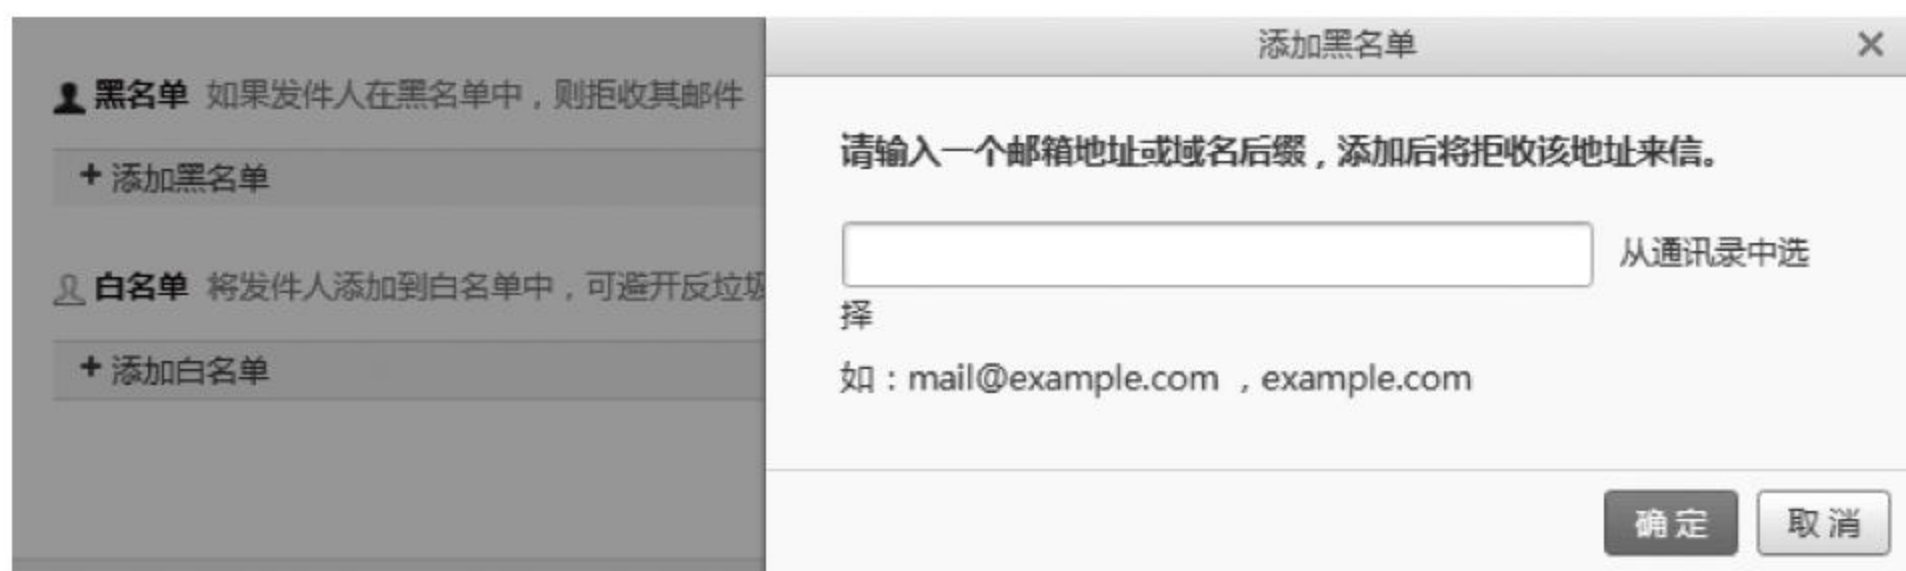 黑名单 如果发件人在黑名单中，则拒收其邮件
+ 添加黑名单
白名单 将发件人添加到白名单中，可避开反垃圾
+ 添加白名单
添加黑名单 ×
请输入一个邮箱地址或域名后缀，添加后将拒收该地址来信。
从通讯录中选
择
如：mail@example.com ，example.com
确定 取消